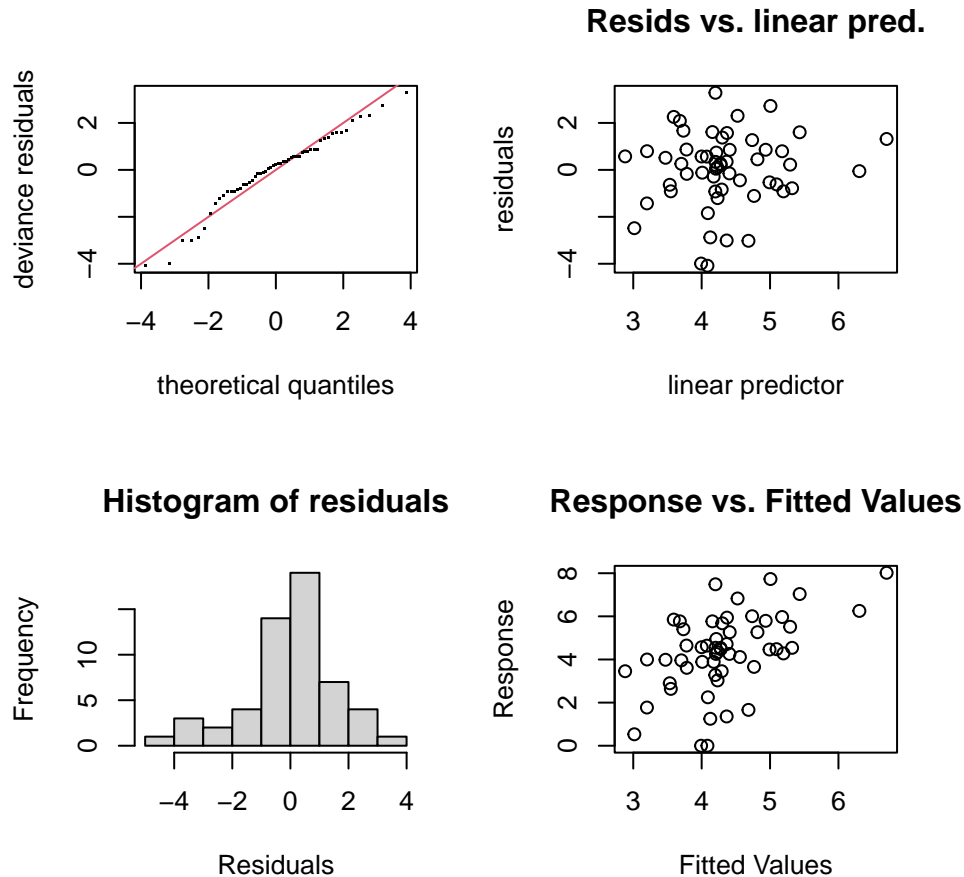 deviance residuals
2
0
−4
−4 −2 0 2 4
theoretical quantiles
Resids vs. linear pred.
residuals
2
0
−4
3 4 5 6
linear predictor
Histogram of residuals
Frequency
10
5
0
−4 −2 0 2 4
Residuals
Response vs. Fitted Values
Response
8
6
4
2
0
3 4 5 6
Fitted Values